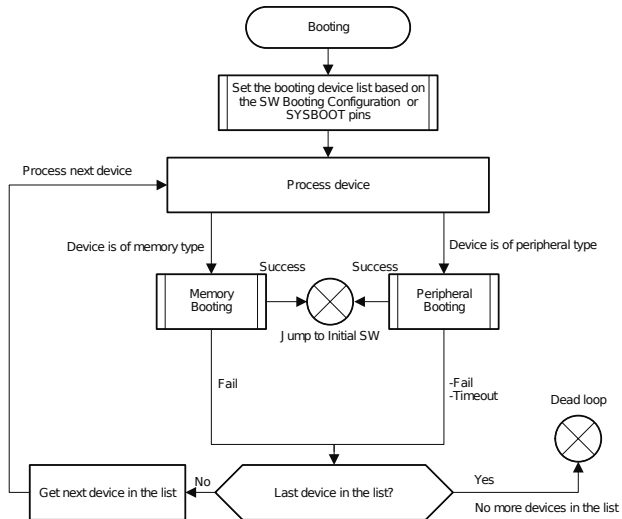 Booting
Set the booting device list based on
the SW Booting Configuration or
SYSBOOT pins
Process next device
Process device
Device is of memory type
Device is of peripheral type
Success
Success
Memory
Booting
Peripheral
Booting
Jump to Initial SW
Fail
-Fail
-Timeout
Dead loop
Get next device in the list
No
Last device in the list?
Yes
No more devices in the list